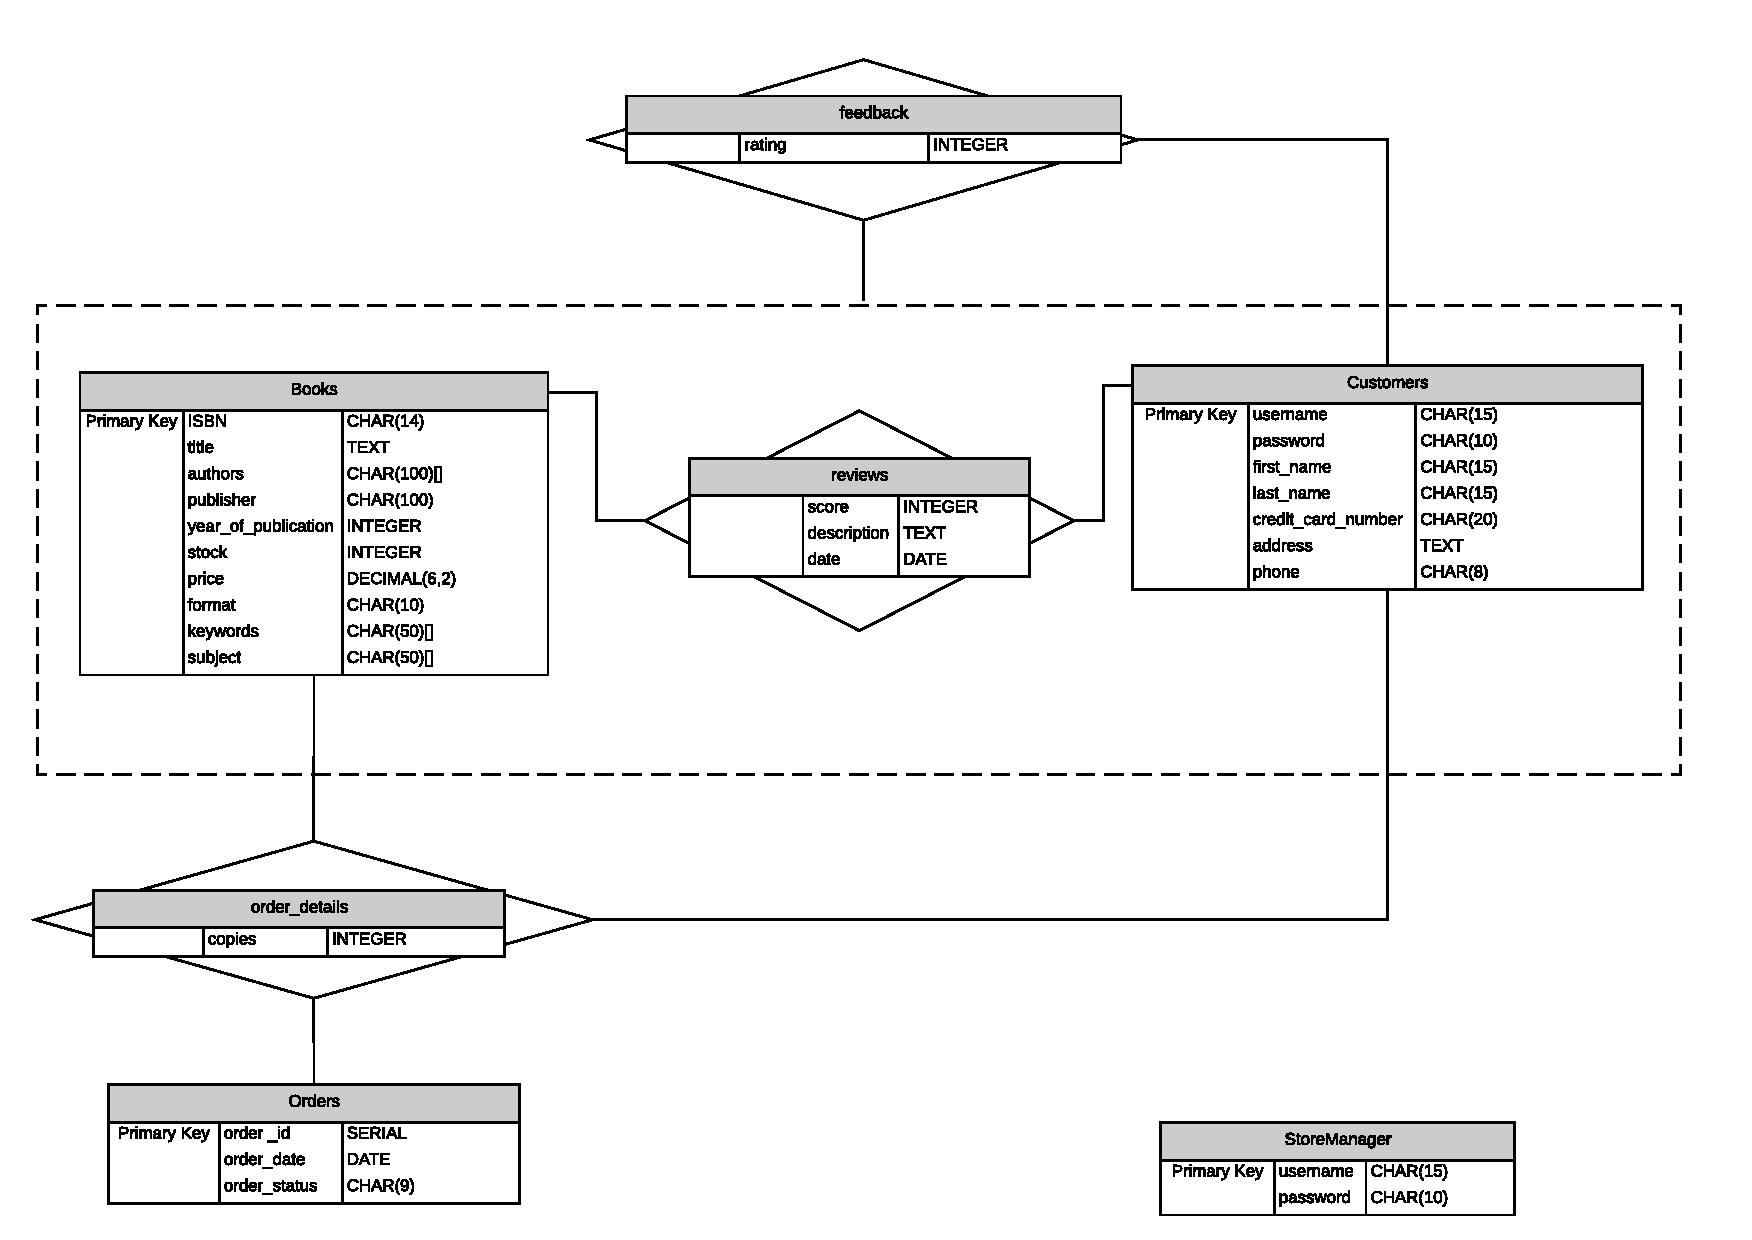 feedback
rating INTEGER
Books
Primary Key ISBN CHAR(14)
title TEXT
authors CHAR(100)[]
publisher CHAR(100)
year_of_publication INTEGER
stock INTEGER
price DECIMAL(6,2)
format CHAR(10)
keywords CHAR(50)[]
subject CHAR(50)[]
reviews
score INTEGER
description TEXT
date DATE
Customers
Primary Key username CHAR(15)
password CHAR(10)
first_name CHAR(15)
last_name CHAR(15)
credit_card_number CHAR(20)
address TEXT
phone CHAR(8)
order_details
copies INTEGER
Orders
Primary Key order _id SERIAL
order_date DATE
order_status CHAR(9)
StoreManager
Primary Key username CHAR(15)
password CHAR(10)